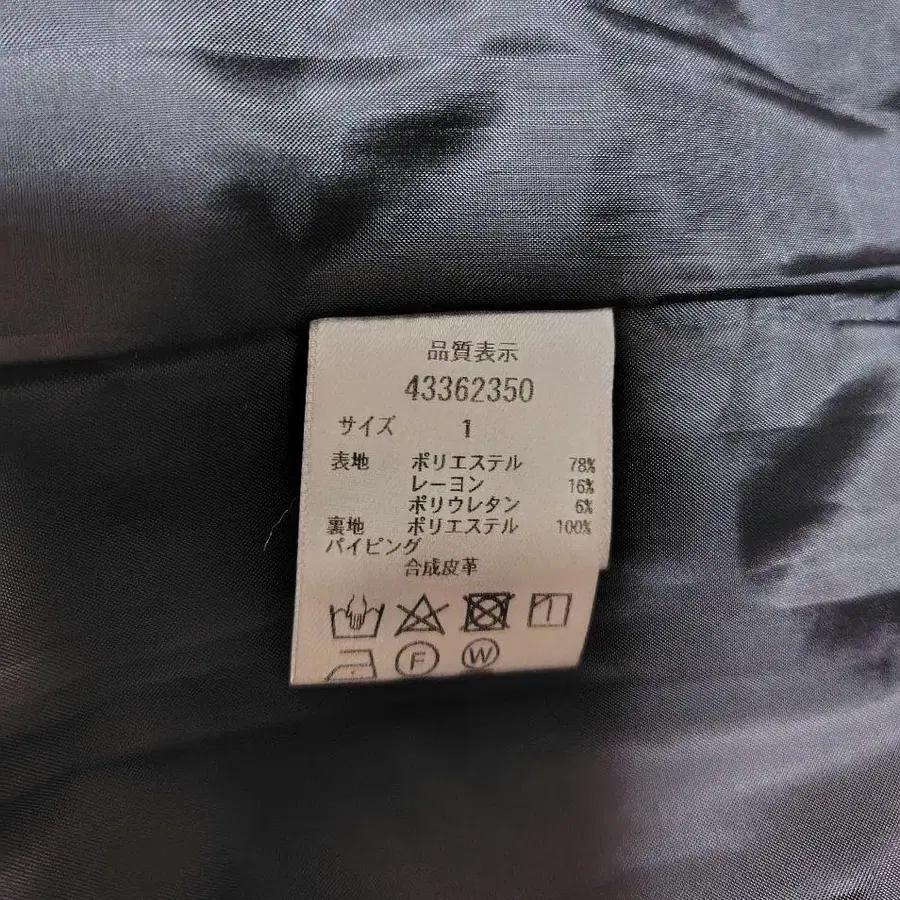 品質表示
43362350
サイズ 1
表地 ポリエステル 78%
レーヨン 16%
ポリウレタン 6%
裏地 ポリエステル 100%
パイピング
合成皮革
F W